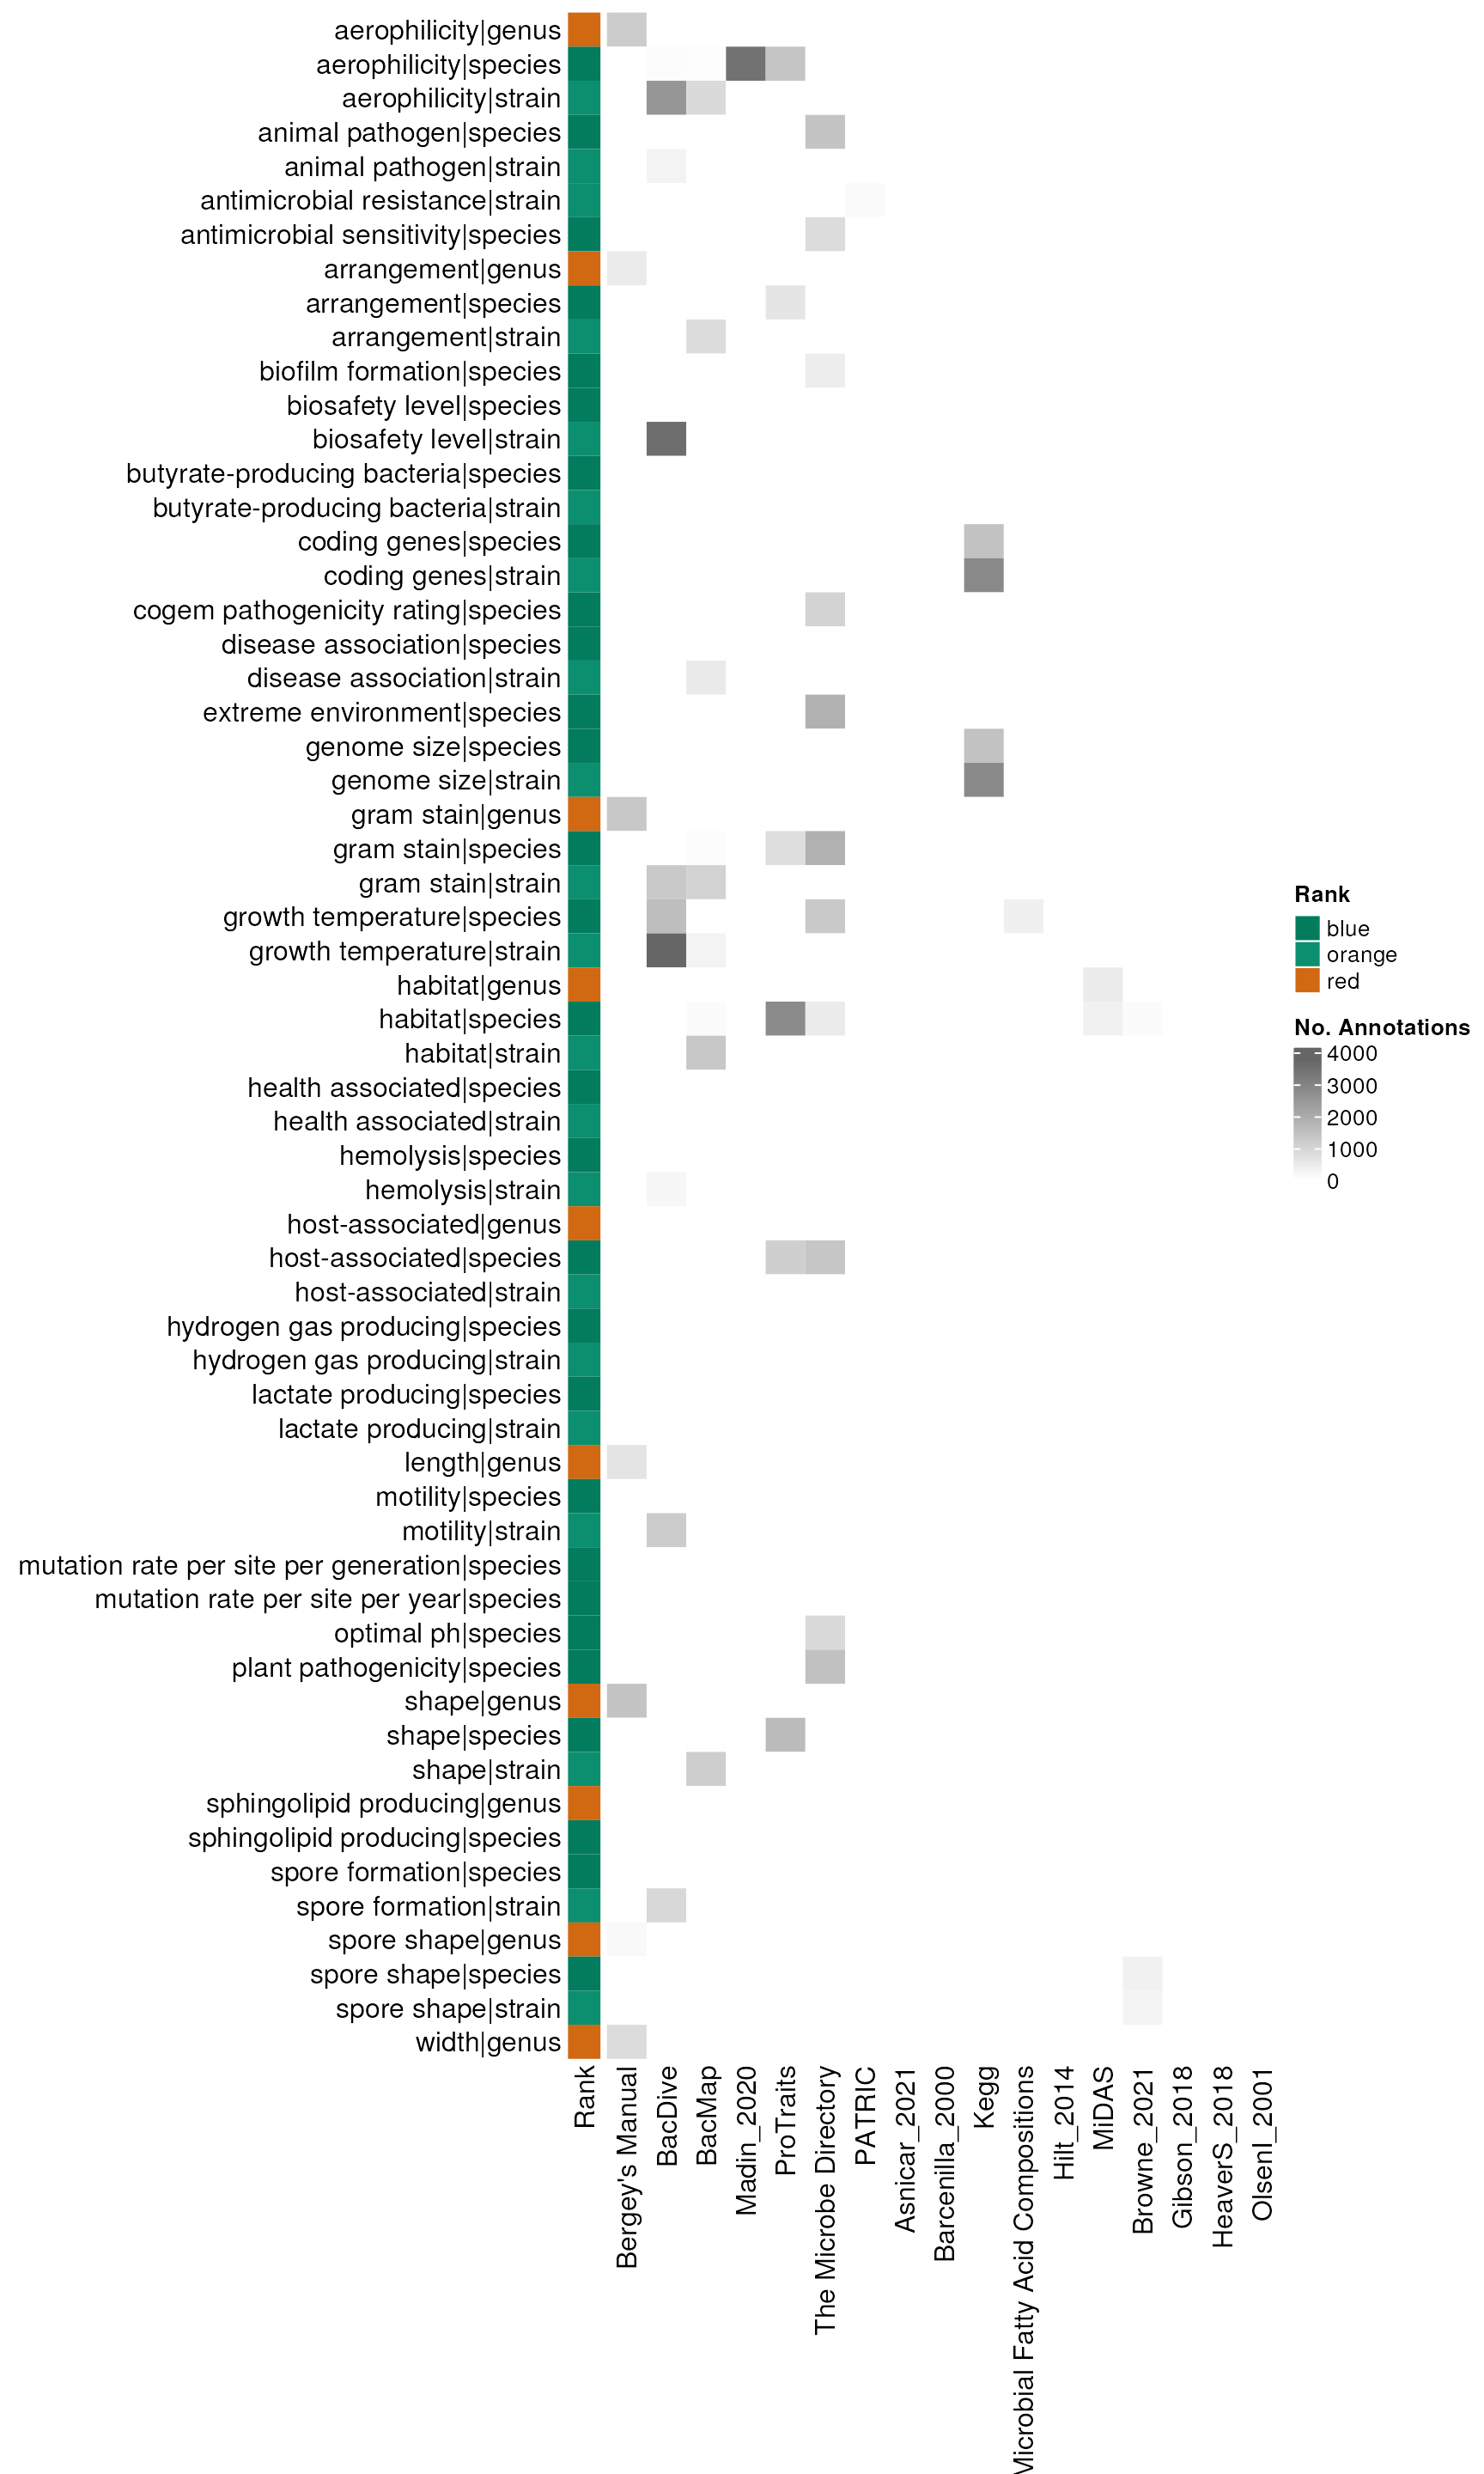 aerophilicity|genus
aerophilicity|species
aerophilicity|strain
animal pathogen|species
animal pathogen|strain
antimicrobial resistance|strain
antimicrobial sensitivity|species
arrangement|genus
arrangement|species
arrangement|strain
biofilm formation|species
biosafety level|species
biosafety level|strain
butyrate-producing bacteria|species
butyrate-producing bacteria|strain
coding genes|species
coding genes|strain
cogem pathogenicity rating|species
disease association|species
disease association|strain
extreme environment|species
genome size|species
genome size|strain
gram stain|genus
gram stain|species
gram stain|strain
growth temperature|species
growth temperature|strain
habitat|genus
habitat|species
habitat|strain
health associated|species
health associated|strain
hemolysis|species
hemolysis|strain
host-associated|genus
host-associated|species
host-associated|strain
hydrogen gas producing|species
hydrogen gas producing|strain
lactate producing|species
lactate producing|strain
length|genus
motility|species
motility|strain
mutation rate per site per generation|species
mutation rate per site per year|species
optimal ph|species
plant pathogenicity|species
shape|genus
shape|species
shape|strain
sphingolipid producing|genus
sphingolipid producing|species
spore formation|species
spore formation|strain
spore shape|genus
spore shape|species
spore shape|strain
width|genus
Rank
Bergey's Manual
BacDive
BacMap
Madin_2020
ProTraits
The Microbe Directory
PATRIC
Asnicar_2021
Barcenilla_2000
Kegg
Microbial Fatty Acid Compositions
Hilt_2014
MiDAS
Browne_2021
Gibson_2018
HeaverS_2018
OlsenI_2001
Rank
blue
orange
red
No. Annotations
4000
3000
2000
1000
0